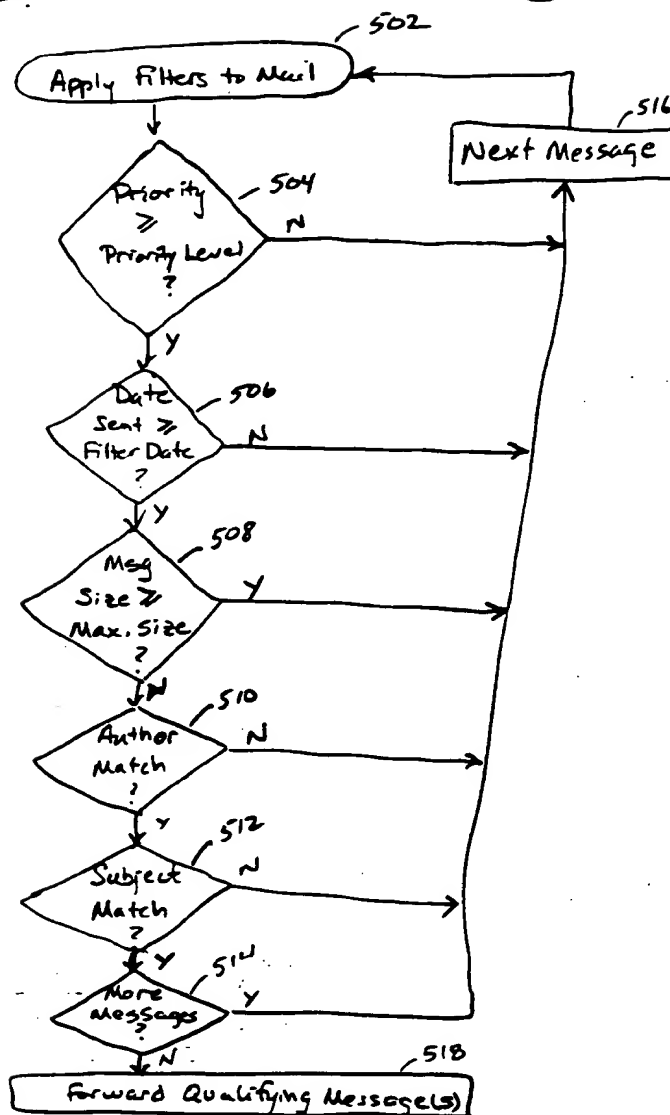 502
Apply Filters to Mail
516
Next Message
504
Priority
≥
Priority Level
?
N
Y
506
Date
Sent ≥
Filter Date
?
N
Y
508
Msg
Size ≥
Max. Size
?
Y
N
510
Author
Match
?
N
Y
512
Subject
Match
?
N
Y
514
More
Messages
?
Y
N
518
Forward Qualifying Message(s)